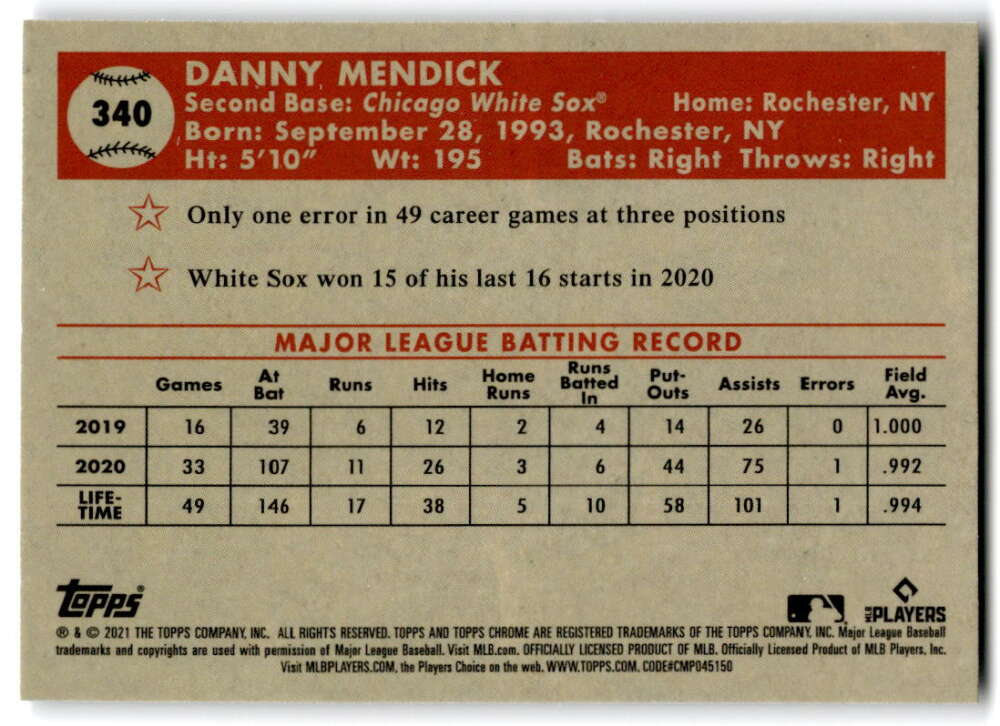 340
DANNY MENDICK
Second Base: Chicago White Sox® Home: Rochester, NY
Born: September 28, 1993, Rochester, NY
Ht: 5'10" Wt: 195 Bats: Right Throws: Right
Only one error in 49 career games at three positions
White Sox won 15 of his last 16 starts in 2020
MAJOR LEAGUE BATTING RECORD
Games At Bat Runs Hits Home Runs Runs Batted In Put-Outs Assists Errors Field Avg.
2019 16 39 6 12 2 4 14 26 0 1.000
2020 33 107 11 26 3 6 44 75 1 .992
LIFE-TIME 49 146 17 38 5 10 58 101 1 .994
Topps® MLB PLAYERS
® & © 2021 THE TOPPS COMPANY, INC. ALL RIGHTS RESERVED. TOPPS AND TOPPS CHROME ARE REGISTERED TRADEMARKS OF THE TOPPS COMPANY, INC. Major League Baseball
trademarks and copyrights are used with permission of Major League Baseball. Visit MLB.com. OFFICIALLY LICENSED PRODUCT OF MLB. Officially Licensed Product of MLB Players, Inc.
Visit MLBPLAYERS.COM, the Players Choice on the web. WWW.TOPPS.COM. CODE#CMP045150